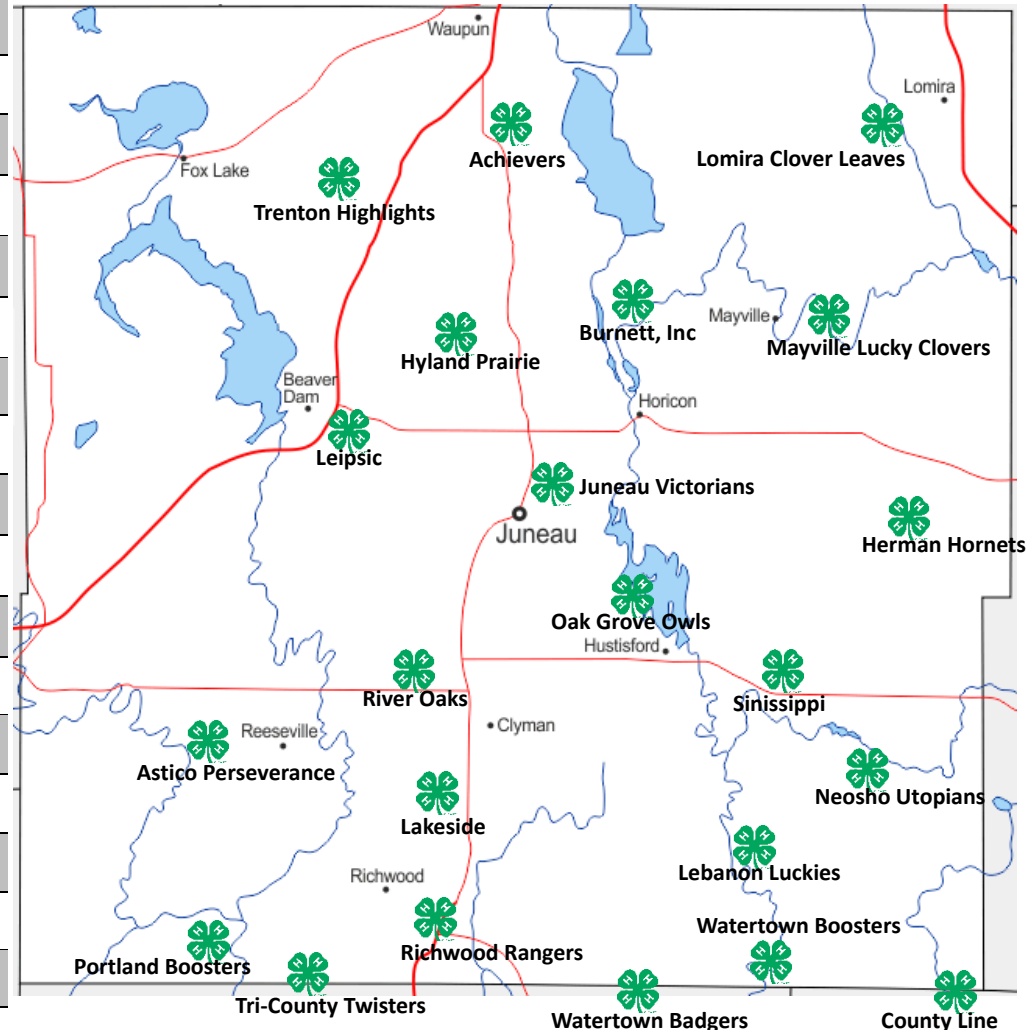 Waupun
Lomira
Achievers
Lomira Clover Leaves
Fox Lake
Trenton Highlights
Mayville
Burnett, Inc
Mayville Lucky Clovers
Hyland Prairie
Beaver
Dam
Horicon
Leipsic
Juneau Victorians
Juneau
Herman Hornets
Oak Grove Owls
Hustisford
River Oaks
Sinissippi
Clyman
Reeseville
Astico Perseverance
Neosho Utopians
Lakeside
Lebanon Luckies
Richwood
Watertown Boosters
Richwood Rangers
Portland Boosters
Tri-County Twisters
Watertown Badgers
County Line